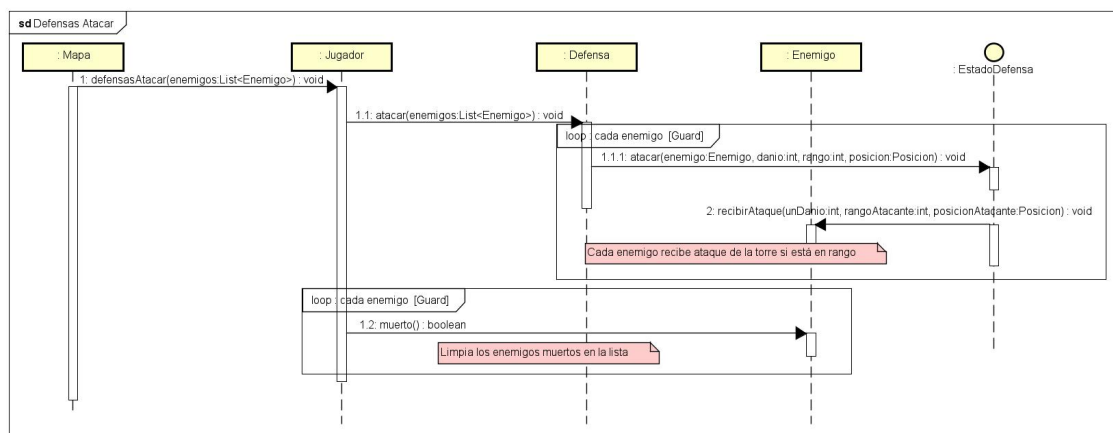 sd Defensas Atacar
: Mapa
: Jugador
: Defensa
: Enemigo
: EstadoDefensa
1: defensasAtacar(enemigos:List<Enemigo>) : void
1.1: atacar(enemigos:List<Enemigo>) : void
loop : cada enemigo [Guard]
1.1.1: atacar(enemigo:Enemigo, danio:int, rango:int, posicion:Posicion) : void
2: recibirAtaque(unDanio:int, rangoAtacante:int, posicionAtacante:Posicion) : void
Cada enemigo recibe ataque de la torre si está en rango
loop : cada enemigo [Guard]
1.2: muerto() : boolean
Limpia los enemigos muertos en la lista